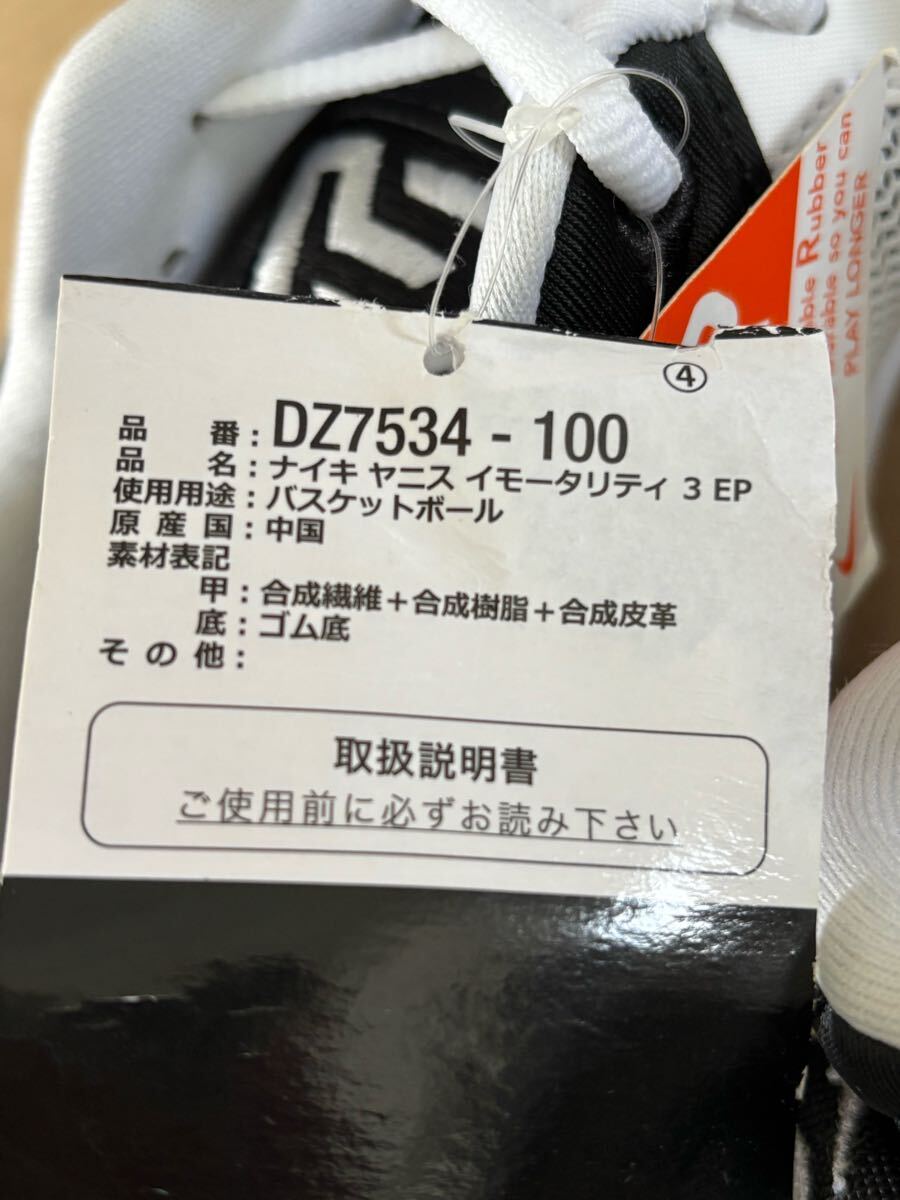 ④
品番：DZ7534 - 100
品名：ナイキ ヤニス イモータリティ 3 EP
使用用途：バスケットボール
原産国：中国
素材表記
甲：合成繊維＋合成樹脂＋合成皮革
底：ゴム底
その他：
取扱説明書
ご使用前に必ずお読み下さい
Rubber
so you can
PLAY LONGER